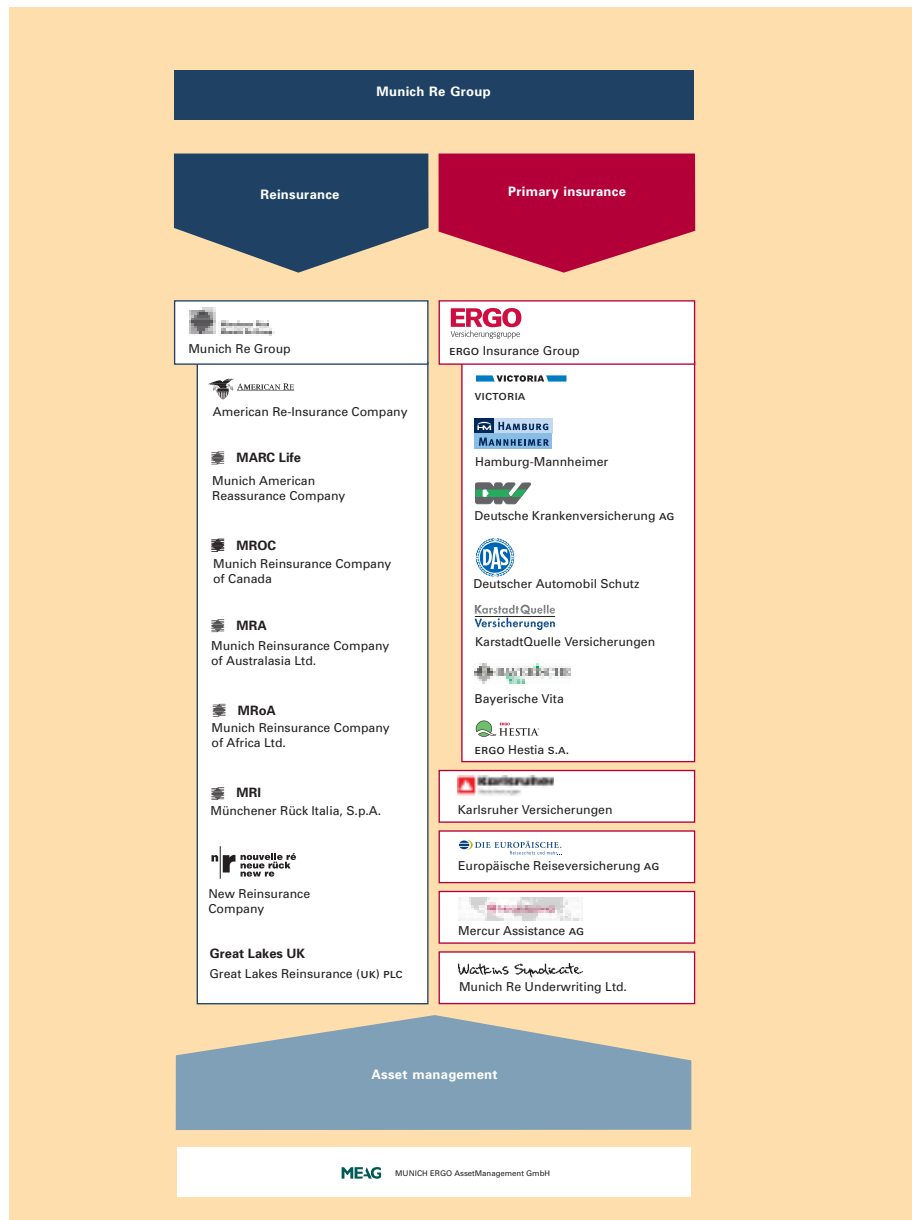 Munich Re Group
Reinsurance
Primary insurance
Munich Re Group
AMERICAN RE
American Re-Insurance Company
MARC Life
Munich American
Reassurance Company
MROC
Munich Reinsurance Company
of Canada
MRA
Munich Reinsurance Company
of Australasia Ltd.
MRoA
Munich Reinsurance Company
of Africa Ltd.
MRI
Münchener Rück Italia, S.p.A.
nr
nouvelle ré
neue rück
new re
New Reinsurance
Company
Great Lakes UK
Great Lakes Reinsurance (UK) PLC
ERGO
Versicherungsgruppe
ERGO Insurance Group
VICTORIA
VICTORIA
HM HAMBURG
MANNHEIMER
Hamburg-Mannheimer
DKV
Deutsche Krankenversicherung AG
DAS
Deutscher Automobil Schutz
KarstadtQuelle
Versicherungen
KarstadtQuelle Versicherungen
Bayerische Vita
ERGO
HESTIA
ERGO Hestia S.A.
Karlsruher
Karlsruher Versicherungen
DIE EUROPÄISCHE.
Reiseschutz und mehr...
Europäische Reiseversicherung AG
Mercur Assistance AG
Watkins Syndicate
Munich Re Underwriting Ltd.
Asset management
MEAG MUNICH ERGO AssetManagement GmbH